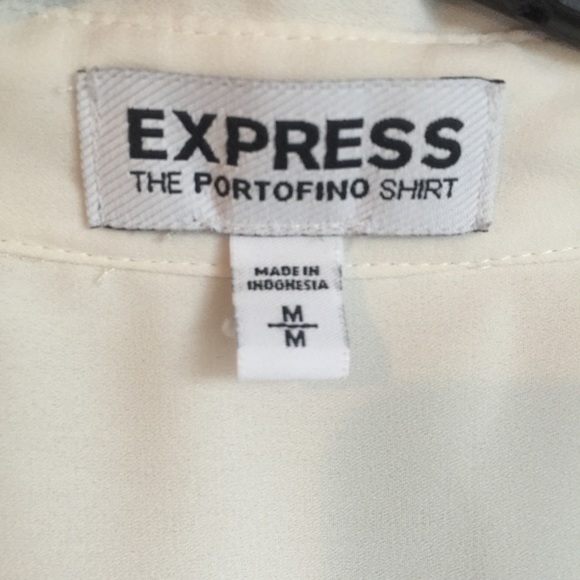 EXPRESS
THE PORTOFINO SHIRT
MADE IN
INDONESIA
M
M